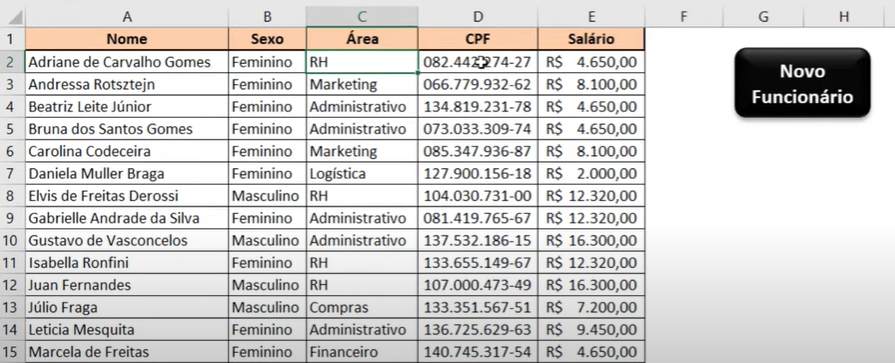 A B C D E F G H
1 Nome Sexo Área CPF Salário
2 Adriane de Carvalho Gomes Feminino RH 082.442.274-27 R$ 4.650,00
3 Andressa Rotsztejn Feminino Marketing 066.779.932-62 R$ 8.100,00
4 Beatriz Leite Júnior Feminino Administrativo 134.819.231-78 R$ 4.650,00
5 Bruna dos Santos Gomes Feminino Administrativo 073.033.309-74 R$ 4.650,00
6 Carolina Codeceira Feminino Marketing 085.347.936-87 R$ 8.100,00
7 Daniela Muller Braga Feminino Logística 127.900.156-18 R$ 2.000,00
8 Elvis de Freitas Derossi Masculino RH 104.030.731-00 R$ 12.320,00
9 Gabrielle Andrade da Silva Feminino Administrativo 081.419.765-67 R$ 12.320,00
10 Gustavo de Vasconcelos Masculino Administrativo 137.532.186-15 R$ 16.300,00
11 Isabella Ronfini Feminino RH 133.655.149-67 R$ 12.320,00
12 Juan Fernandes Masculino RH 107.000.473-49 R$ 16.300,00
13 Júlio Fraga Masculino Compras 133.351.567-51 R$ 7.200,00
14 Leticia Mesquita Feminino Administrativo 136.725.629-63 R$ 9.450,00
15 Marcela de Freitas Feminino Financeiro 140.745.317-54 R$ 4.650,00
Novo
Funcionário